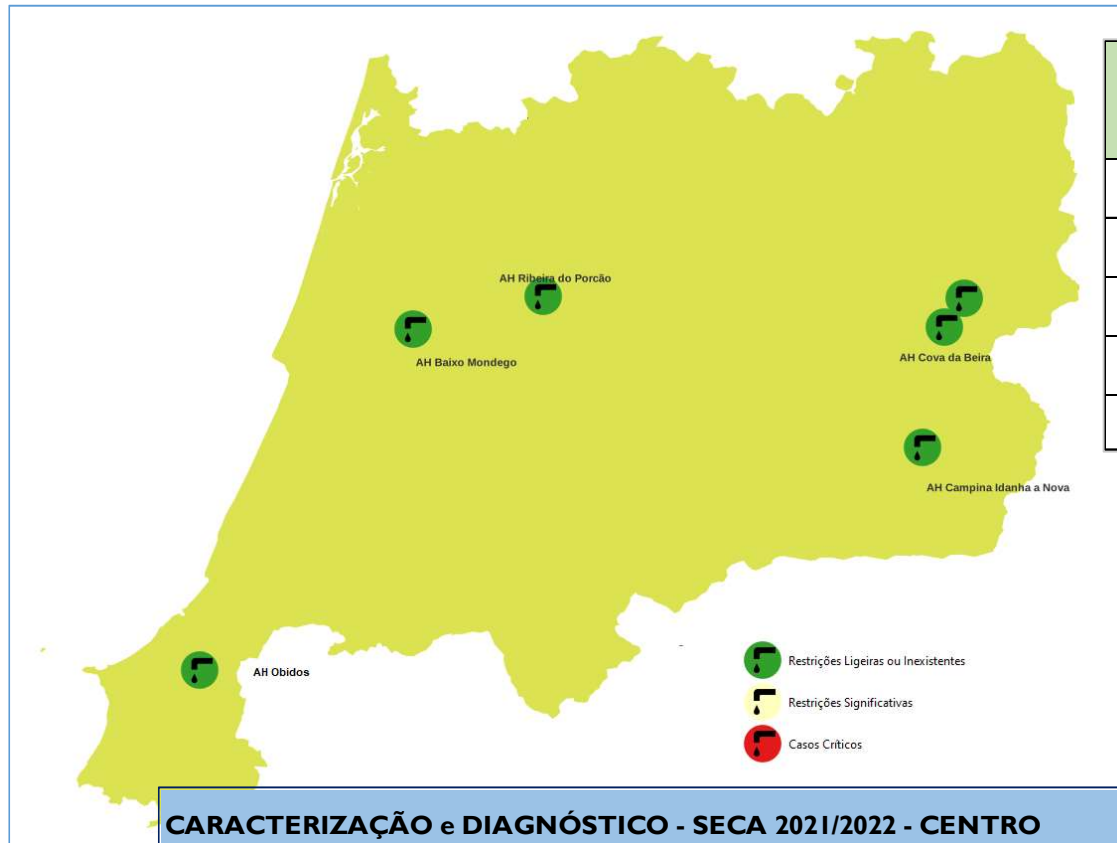 AH Ribeira do Porcão
AH Baixo Mondego
AH Cova da Beira
AH Campina Idanha a Nova
AH Obidos
Restrições Ligeiras ou Inexistentes
Restrições Significativas
Casos Críticos
CARACTERIZAÇÃO e DIAGNÓSTICO - SECA 2021/2022 - CENTRO